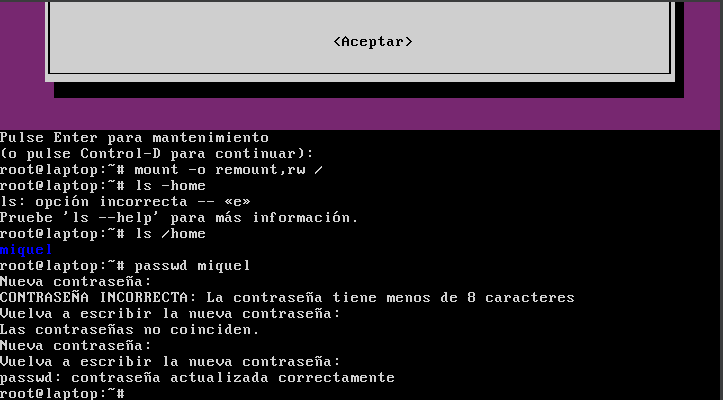 <Aceptar>
Pulse Enter para mantenimiento
(o pulse Control-D para continuar):
root@laptop:~# mount -o remount,rw /
root@laptop:~# ls -home
ls: opción incorrecta -- «e»
Pruebe 'ls --help' para más información.
root@laptop:~# ls /home
miquel
root@laptop:~# passwd miquel
Nueva contraseña:
CONTRASEÑA INCORRECTA: La contraseña tiene menos de 8 caracteres
Vuelva a escribir la nueva contraseña:
Las contraseñas no coinciden.
Nueva contraseña:
Vuelva a escribir la nueva contraseña:
passwd: contraseña actualizada correctamente
root@laptop:~#